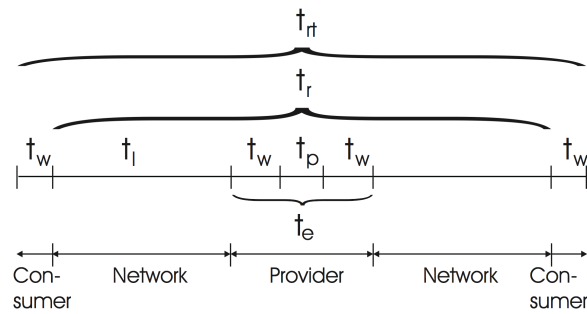 t_rt
t_r
t_w t_l t_w t_p t_w t_w
t_e
Con- Network Provider Network Con-
sumer sumer